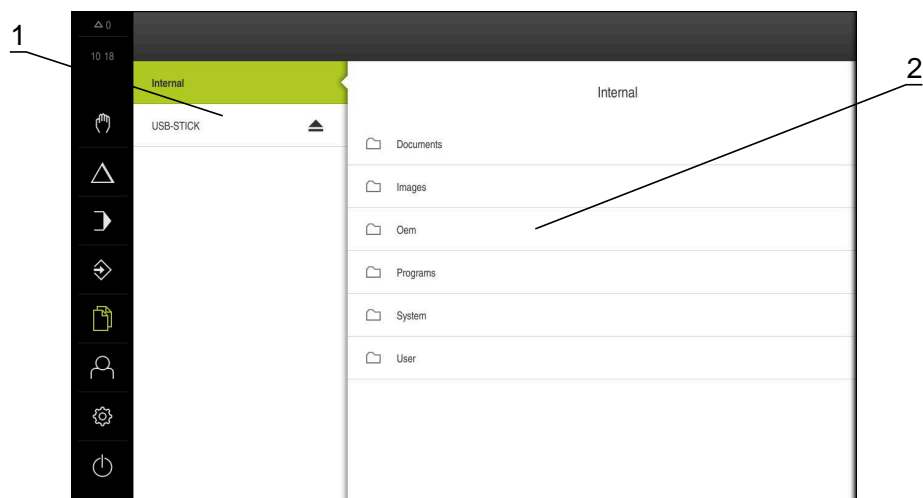 1
△ 0
10 18
2
Internal
Internal
USB-STICK
Documents
Images
Oem
Programs
System
User